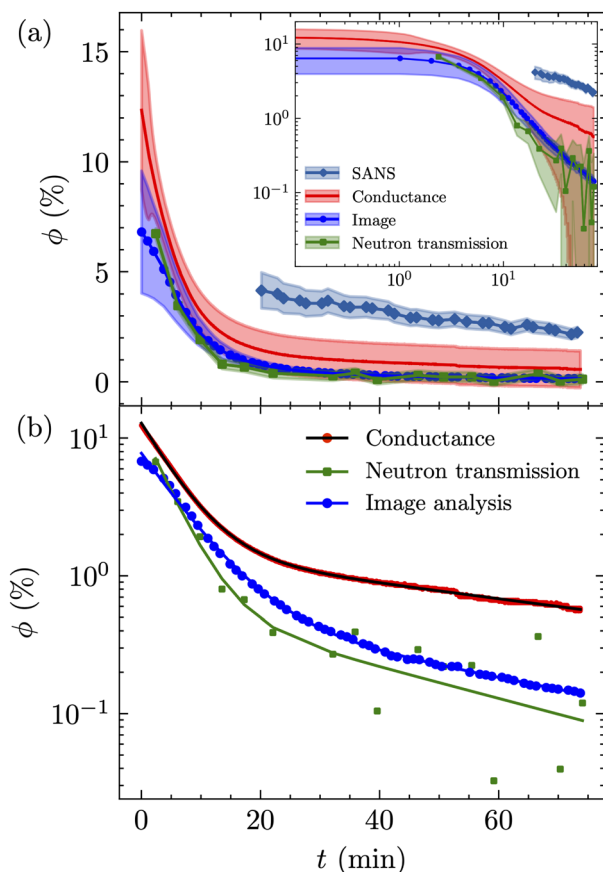 (a)
15
10
5
0
ϕ (%)
10¹
10⁰
10⁻¹
10⁰
10¹
SANS
Conductance
Image
Neutron transmission
(b)
10¹
10⁰
10⁻¹
ϕ (%)
Conductance
Neutron transmission
Image analysis
0 20 40 60
t (min)